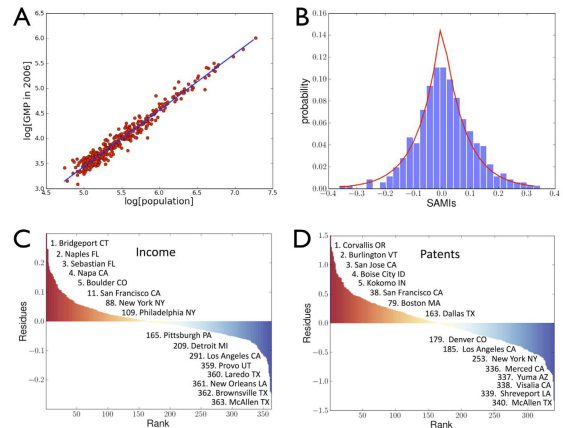 A
log[GMP in 2006]
6.5
6.0
5.5
5.0
4.5
4.0
3.5
3.0
4.5 5.0 5.5 6.0 6.5 7.0 7.5
log[population]
B
probability
0.16
0.14
0.12
0.10
0.08
0.06
0.04
0.02
0.00
−0.4 −0.3 −0.2 −0.1 0.0 0.1 0.2 0.3 0.4
SAMIs
C
Income
Residues
0.2
0.1
0.0
−0.1
−0.2
1. Bridgeport CT
2. Naples FL
3. Sebastian FL
4. Napa CA
5. Boulder CO
11. San Francisco CA
88. New York NY
109. Philadelphia NY
165. Pittsburgh PA
209. Detroit MI
291. Los Angeles CA
359. Provo UT
360. Laredo TX
361. New Orleans LA
362. Brownsville TX
363. McAllen TX
50 100 150 200 250 300 350
Rank
D
Patents
Residues
1.5
1.0
0.5
0.0
−0.5
−1.0
−1.5
1. Corvallis OR
2. Burlington VT
3. San Jose CA
4. Boise City ID
5. Kokomo IN
38. San Francisco CA
79. Boston MA
163. Dallas TX
179. Denver CO
185. Los Angeles CA
253. New York NY
336. Merced CA
337. Yuma AZ
338. Visalia CA
339. Shreveport LA
340. McAllen TX
50 100 150 200 250 300
Rank